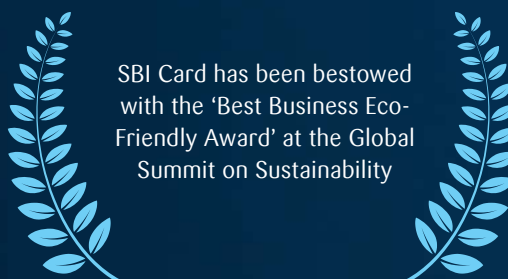 SBI Card has been bestowed
with the ‘Best Business Eco-
Friendly Award’ at the Global
Summit on Sustainability